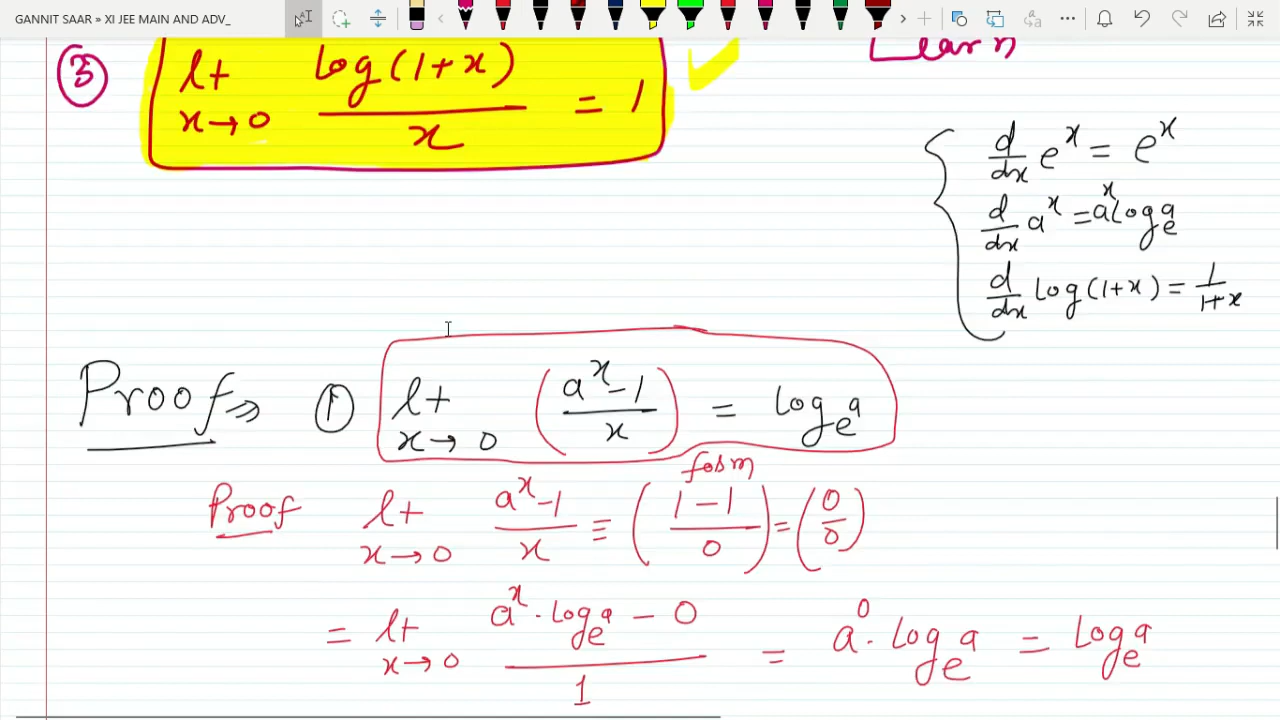 GANNIT SAAR » XI JEE MAIN AND ADV_
Learn
③ lt x→0 log(1+x)/x = 1
d/dx e^x = e^x
d/dx a^x = a^x log_e a
d/dx log(1+x) = 1/1+x
Proof ⇒ ① lt x→0 (a^x-1/x) = log_e a
form
Proof lt x→0 a^x-1/x ≡ (1-1/0) = (0/0)
= lt x→0 a^x · log_e a - 0/1 = a^0 · log_e a = log_e a